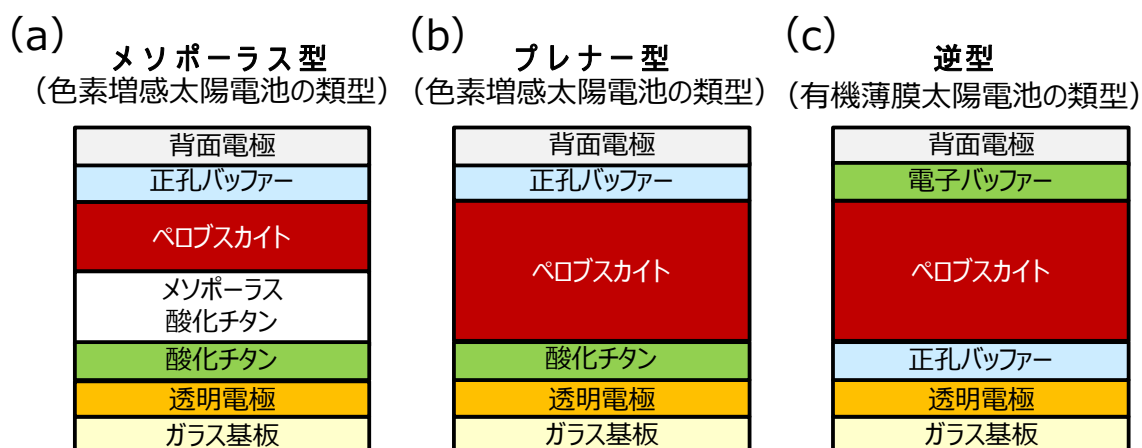 (a)
メソポーラス型
(色素増感太陽電池の類型)
背面電極
正孔バッファー
ペロブスカイト
メソポーラス
酸化チタン
酸化チタン
透明電極
ガラス基板
(b)
プレナー型
(色素増感太陽電池の類型)
背面電極
正孔バッファー
ペロブスカイト
酸化チタン
透明電極
ガラス基板
(c)
逆型
(有機薄膜太陽電池の類型)
背面電極
電子バッファー
ペロブスカイト
正孔バッファー
透明電極
ガラス基板